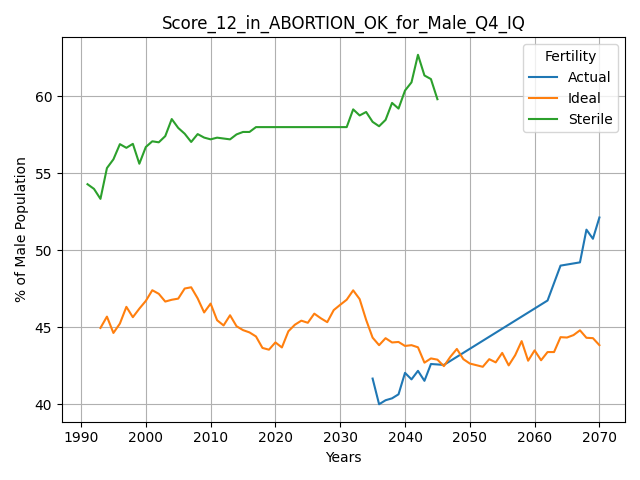 Score_12_in_ABORTION_OK_for_Male_Q4_IQ
Fertility
Actual
Ideal
Sterile
% of Male Population
60
55
50
45
40
1990 2000 2010 2020 2030 2040 2050 2060 2070
Years